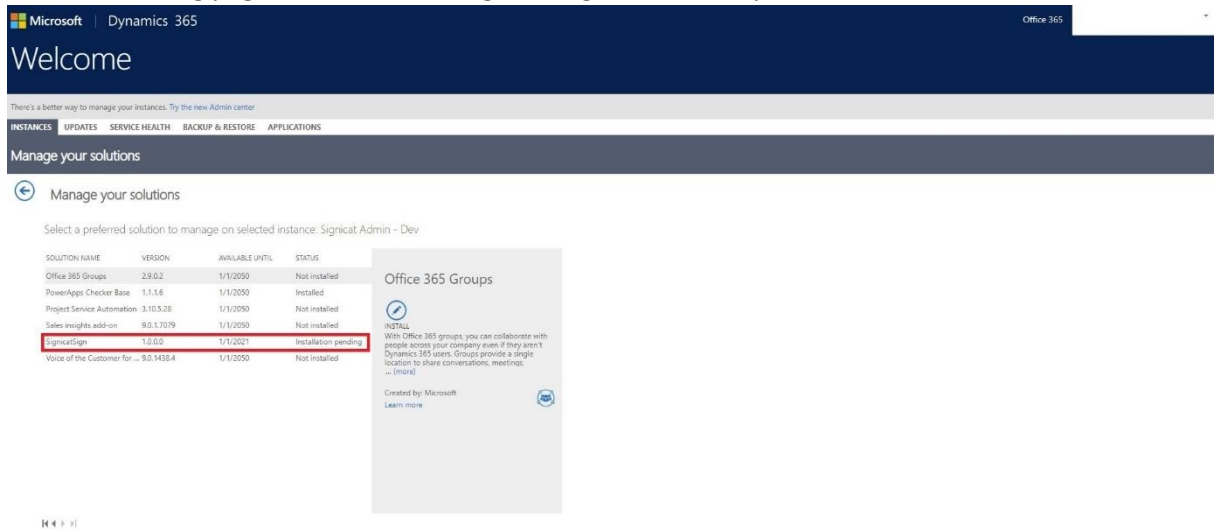 Microsoft | Dynamics 365
Office 365
Welcome
There's a better way to manage your instances. Try the new Admin center
INSTANCES UPDATES SERVICE HEALTH BACKUP & RESTORE APPLICATIONS
Manage your solutions
Manage your solutions
Select a preferred solution to manage on selected instance: Signicat Admin - Dev
SOLUTION NAME VERSION AVAILABLE UNTIL STATUS
Office 365 Groups 2.9.0.2 1/1/2050 Not installed
PowerApps Checker Base 1.1.1.6 1/1/2050 Installed
Project Service Automation 3.10.5.28 1/1/2050 Not installed
Sales insights add-on 9.0.1.7079 1/1/2050 Not installed
SignicatSign 1.0.0.0 1/1/2021 Installation pending
Voice of the Customer for ... 9.0.1438.4 1/1/2050 Not installed
Office 365 Groups
INSTALL
With Office 365 groups, you can collaborate with
people across your company even if they aren't
Dynamics 365 users. Groups provide a single
location to share conversations, meetings,
... (more)
Created by: Microsoft
Learn more